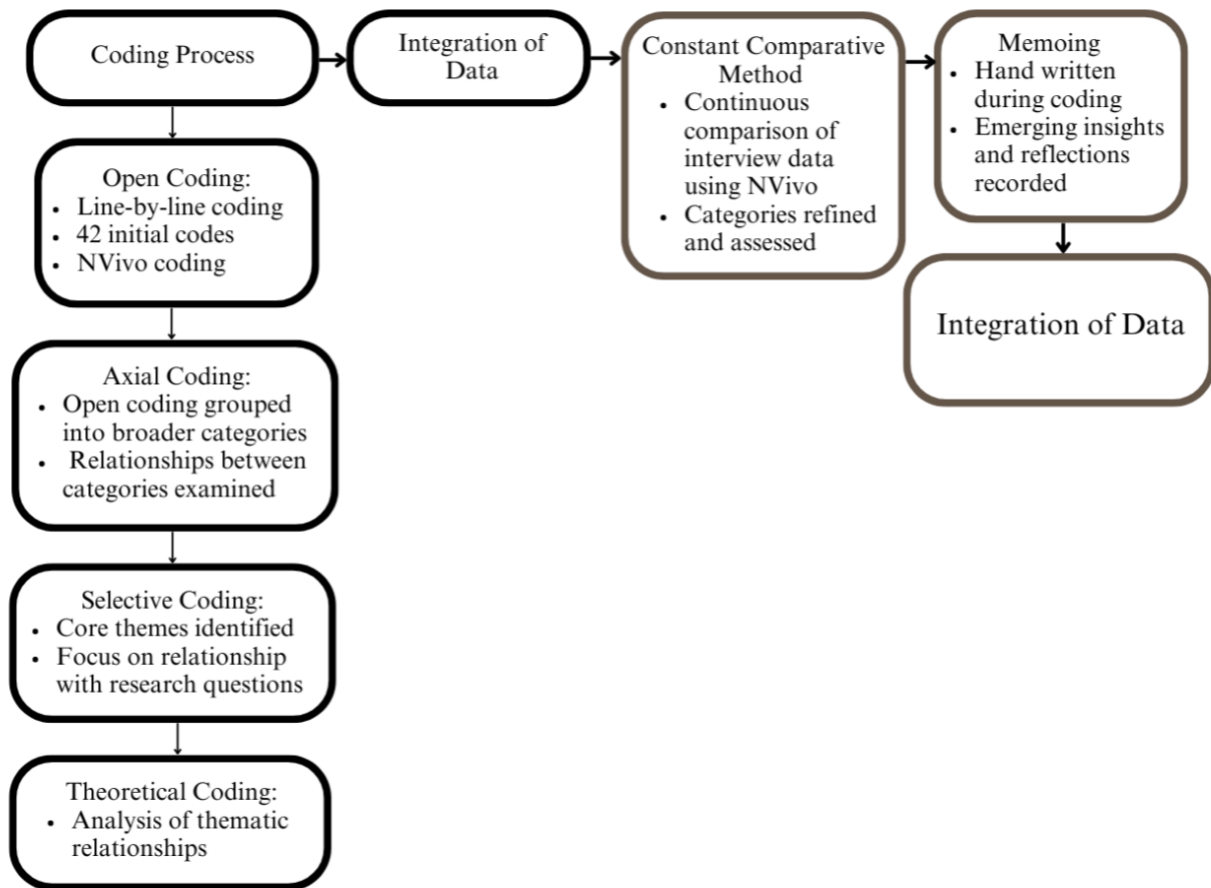 Coding Process
Integration of
Data
Constant Comparative
Method
• Continuous
comparison of
interview data
using NVivo
• Categories refined
and assessed
Memoing
• Hand written
during coding
• Emerging insights
and reflections
recorded
Integration of Data
Open Coding:
• Line-by-line coding
• 42 initial codes
• NVivo coding
Axial Coding:
• Open coding grouped
into broader categories
• Relationships between
categories examined
Selective Coding:
• Core themes identified
• Focus on relationship
with research questions
Theoretical Coding:
• Analysis of thematic
relationships